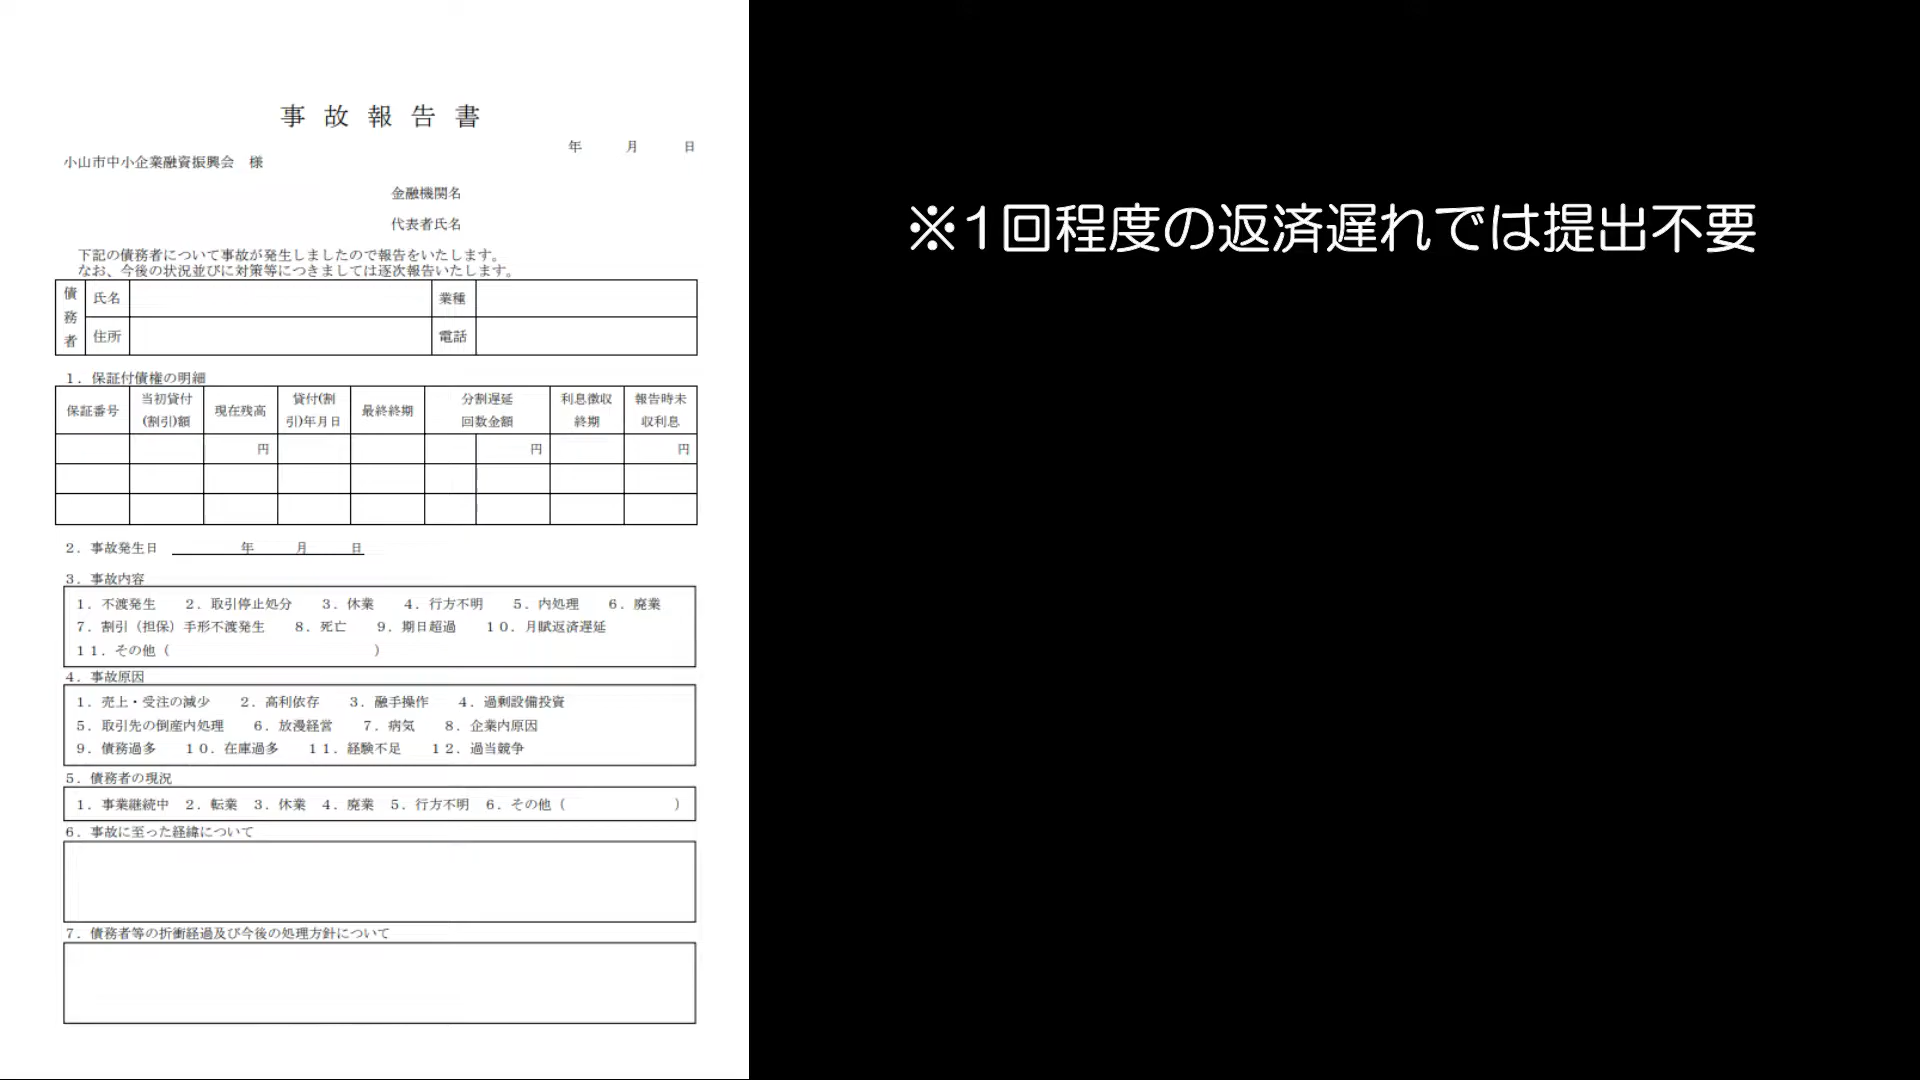 事故報告書
年 月 日
小山市中小企業融資振興会 様
金融機関名
代表者氏名
下記の債務者について事故が発生しましたので報告をいたします。
なお、今後の状況並びに対策等につきましては逐次報告いたします。
債務者 氏名 業種
住所 電話
1．保証付債権の明細
保証番号 当初貸付(割引)額 現在残高 貸付(割引)年月日 最終終期 分割遅延回数金額 利息徴収終期 報告時未収利息
円 円 円
2．事故発生日 年 月 日
3．事故内容
1．不渡発生 2．取引停止処分 3．休業 4．行方不明 5．内処理 6．廃業
7．割引（担保）手形不渡発生 8．死亡 9．期日超過 10．月賦返済遅延
11．その他（ ）
4．事故原因
1．売上・受注の減少 2．高利依存 3．融手操作 4．過剰設備投資
5．取引先の倒産内処理 6．放漫経営 7．病気 8．企業内原因
9．債務過多 10．在庫過多 11．経験不足 12．過当競争
5．債務者の現況
1．事業継続中 2．転業 3．休業 4．廃業 5．行方不明 6．その他（ ）
6．事故に至った経緯について
7．債務者等の折衝経過及び今後の処理方針について
※1回程度の返済遅れでは提出不要